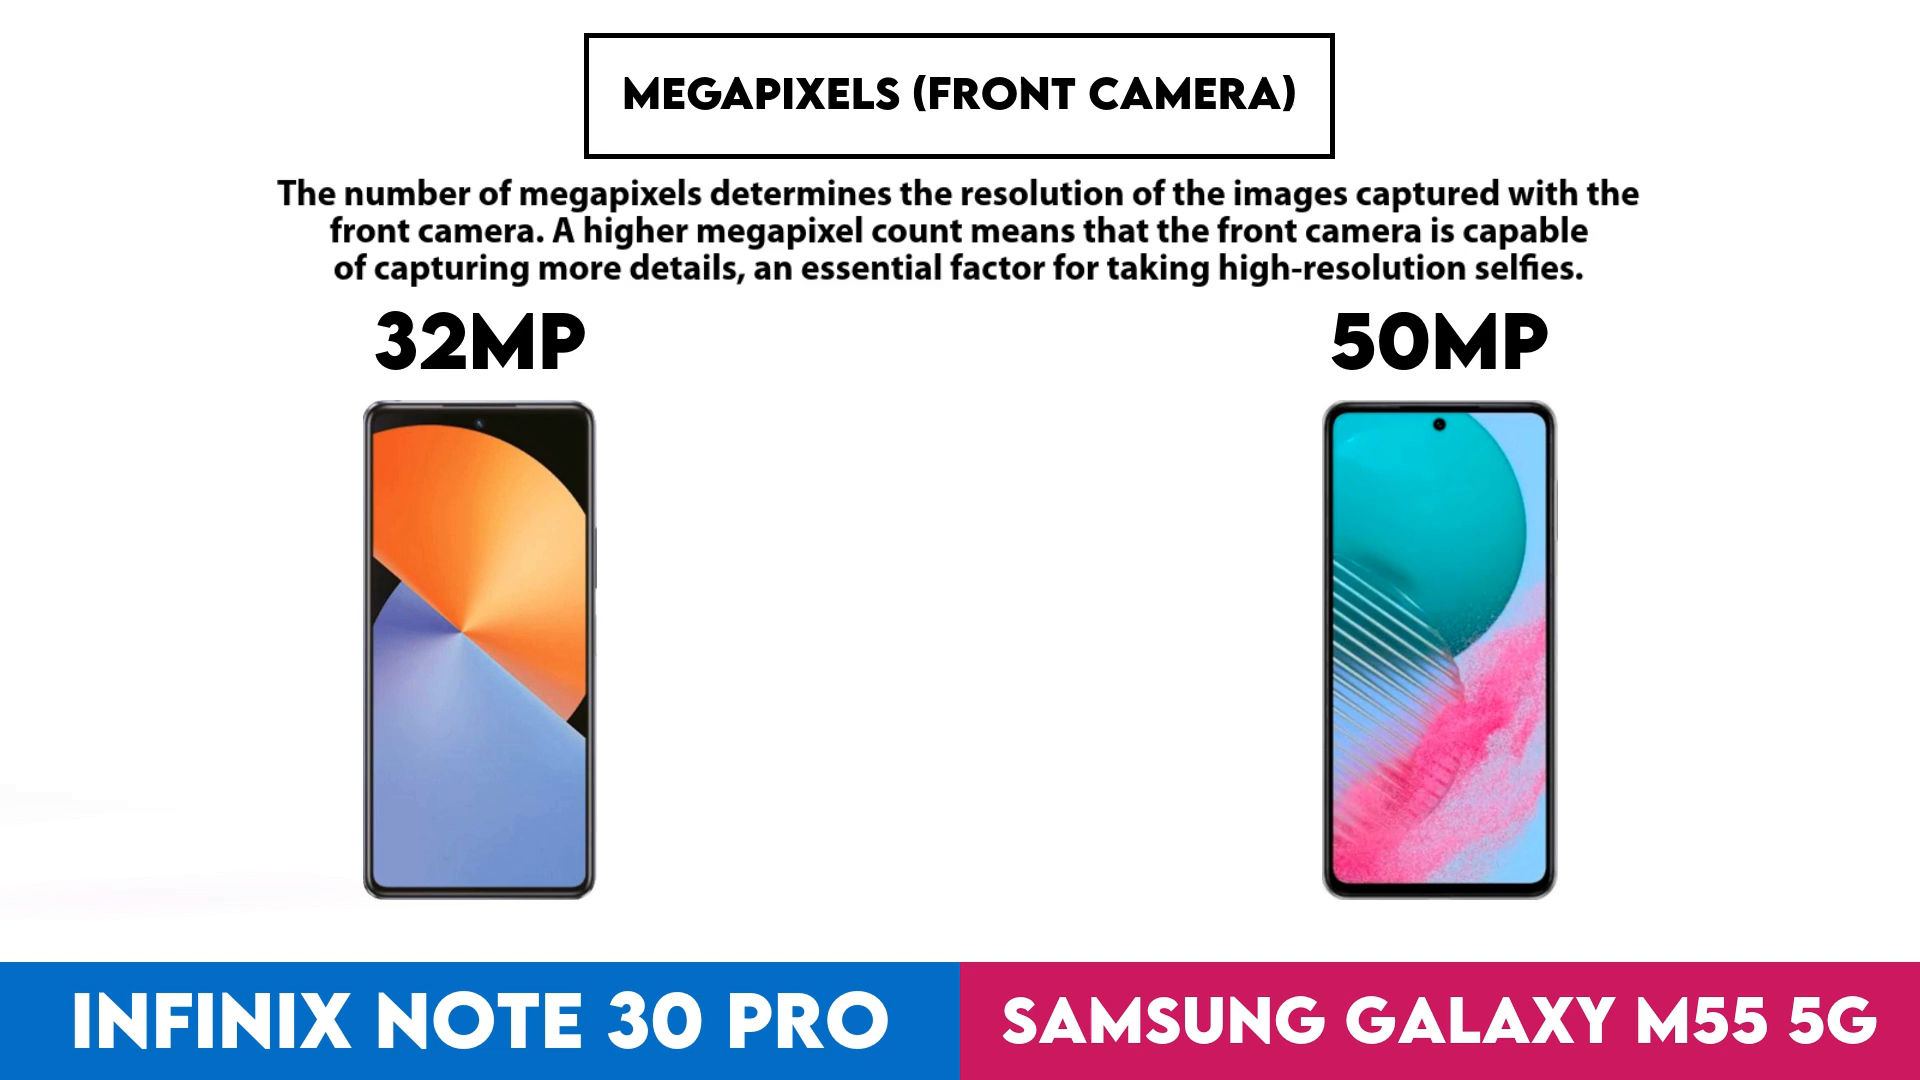 MEGAPIXELS (FRONT CAMERA)
The number of megapixels determines the resolution of the images captured with the
front camera. A higher megapixel count means that the front camera is capable
of capturing more details, an essential factor for taking high-resolution selfies.
32MP
50MP
INFINIX NOTE 30 PRO
SAMSUNG GALAXY M55 5G